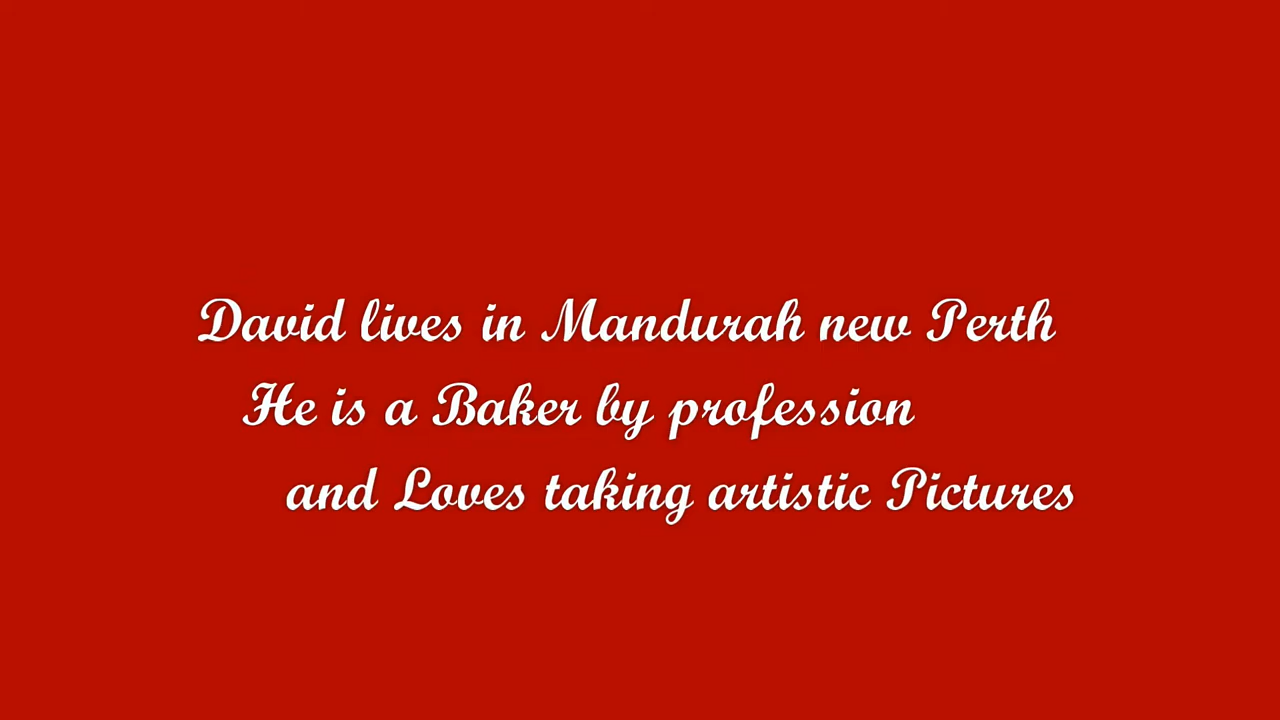 David lives in Mandurah new Perth
He is a Baker by profession
and Loves taking artistic Pictures